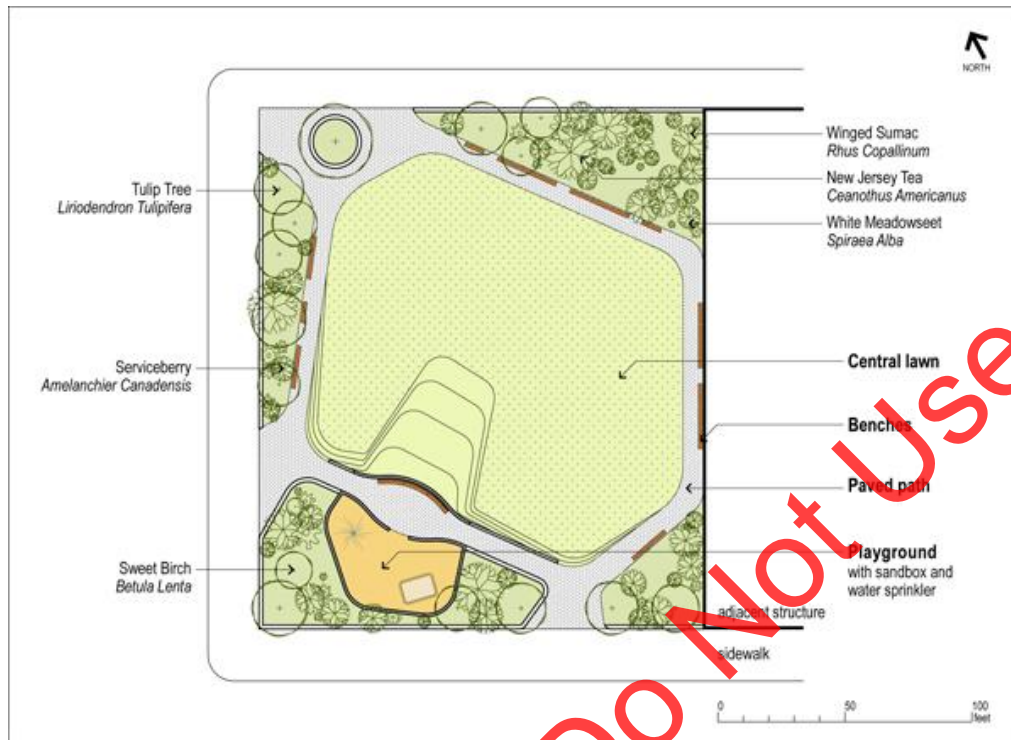 NORTH
Winged Sumac
Rhus Copallinum
New Jersey Tea
Ceanothus Americanus
White Meadowseet
Spiraea Alba
Tulip Tree
Liriodendron Tulipifera
Central lawn
Serviceberry
Amelanchier Canadensis
Benches
Paved path
Playground
with sandbox and
water sprinkler
Sweet Birch
Betula Lenta
adjacent structure
sidewalk
0 50 100
feet
Do Not Use